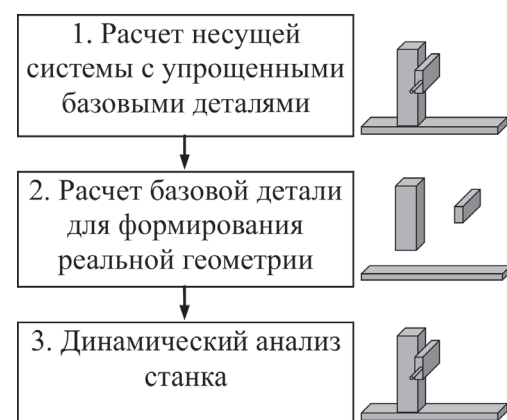 1. Расчет несущей
системы с упрощенными
базовыми деталями
2. Расчет базовой детали
для формирования
реальной геометрии
3. Динамический анализ
станка